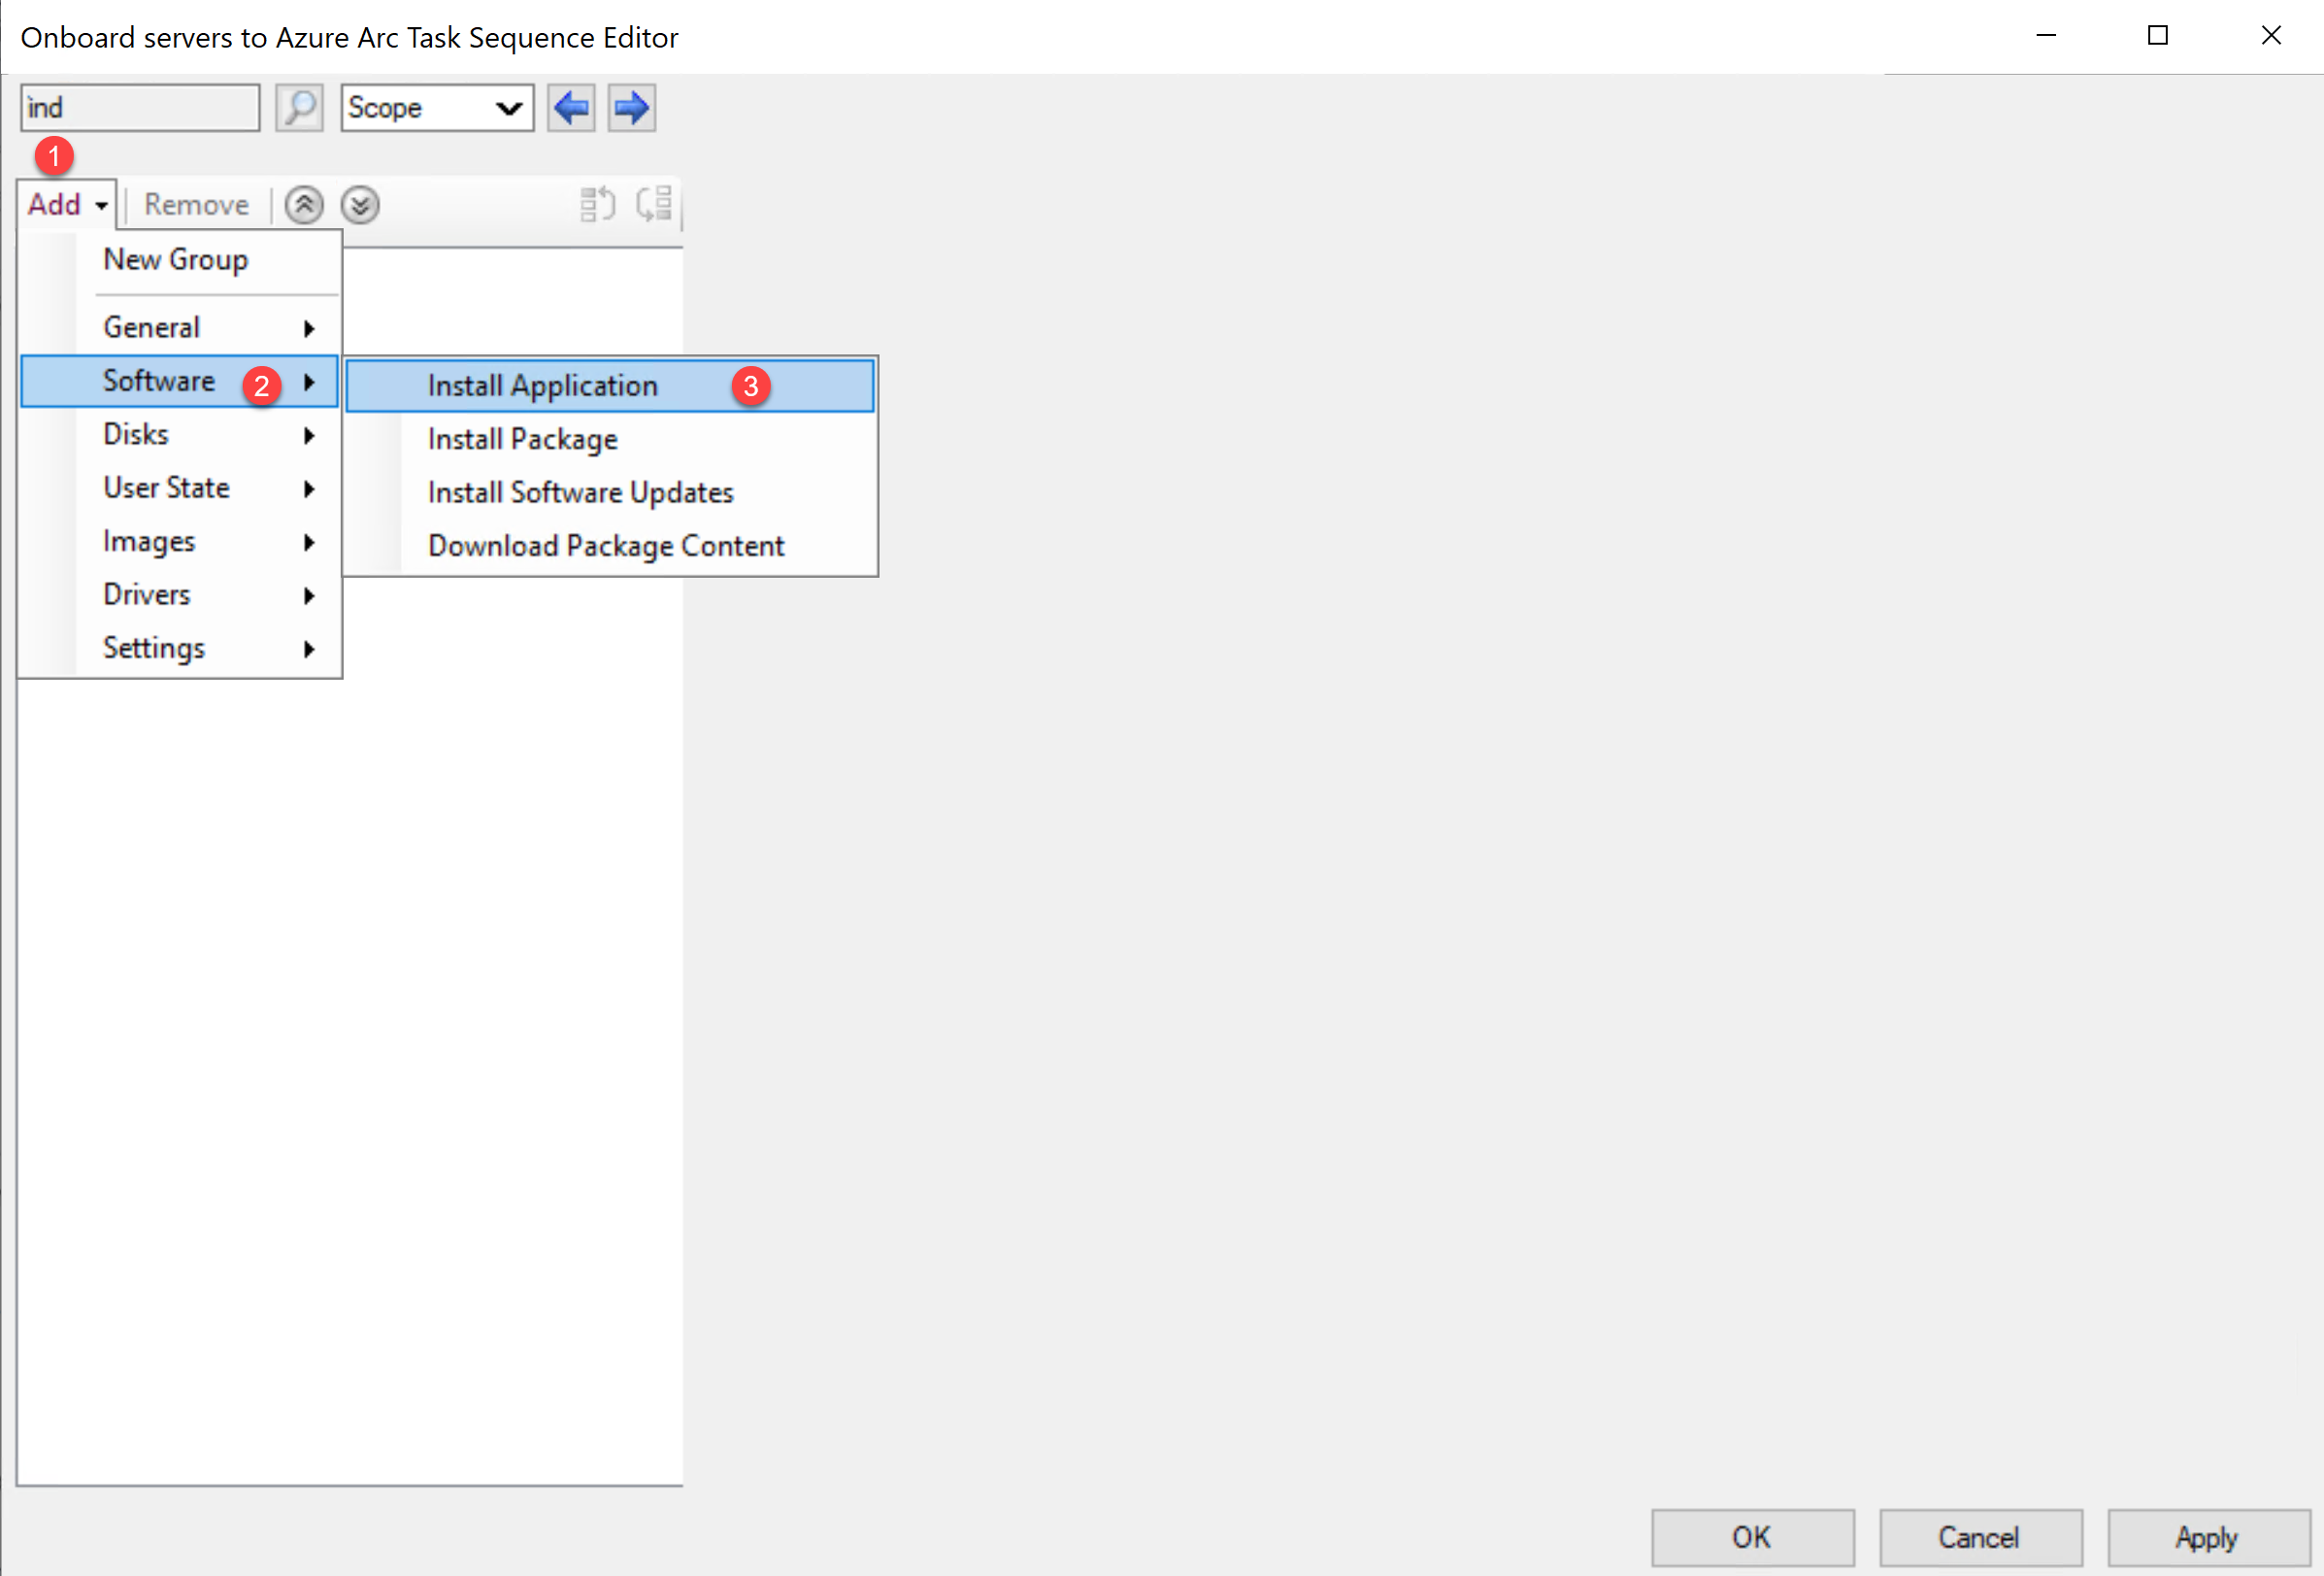 Onboard servers to Azure Arc Task Sequence Editor
ind
Scope
1
Add
Remove
New Group
General
Software 2
Install Application 3
Disks
Install Package
User State
Install Software Updates
Images
Download Package Content
Drivers
Settings
OK
Cancel
Apply